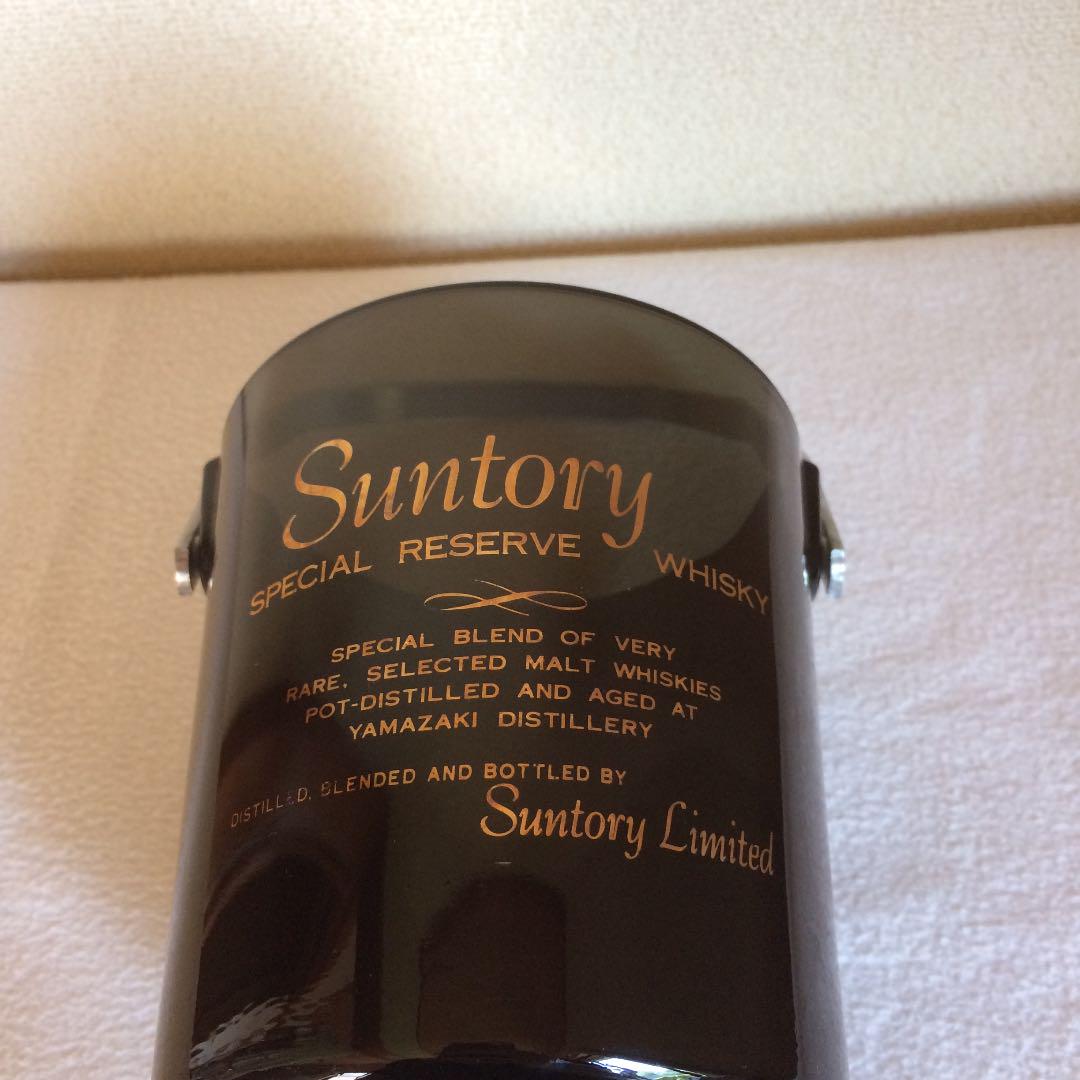 Suntory
SPECIAL RESERVE WHISKY
SPECIAL BLEND OF VERY
RARE, SELECTED MALT WHISKIES
POT-DISTILLED AND AGED AT
YAMAZAKI DISTILLERY
DISTILLED, BLENDED AND BOTTLED BY
Suntory Limited